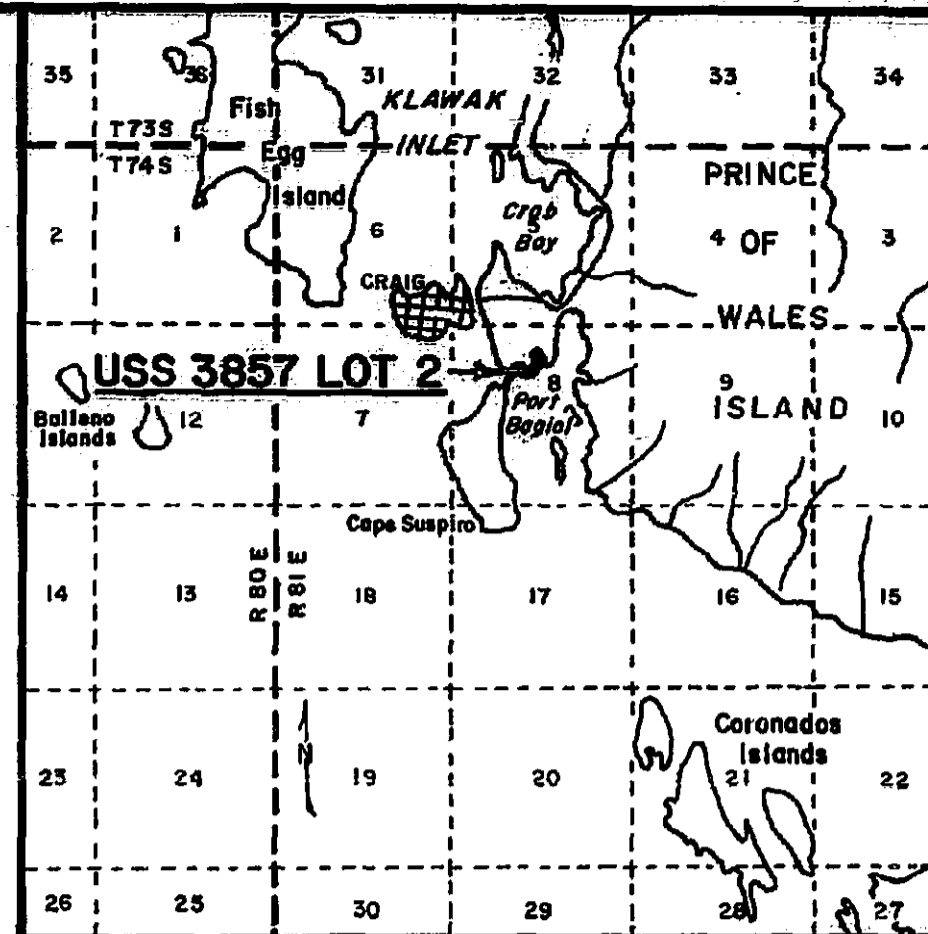 35 36 31 32 33 34
Fish
KLAWAK
T73S
INLET
T74S
Egg
PRINCE
Island
Crab
2 1 6 5 4 OF 3
Bay
CRAIG
WALES
USS 3857 LOT 2
8 9
Port
ISLAND
Balleno
12 7 10
Bagial
Islands
Cape Suspiro
R 80 E
R 81 E
14 13 18 17 16 15
Coronados
N
Islands
23 24 19 20 21 22
26 25 30 29 28 27